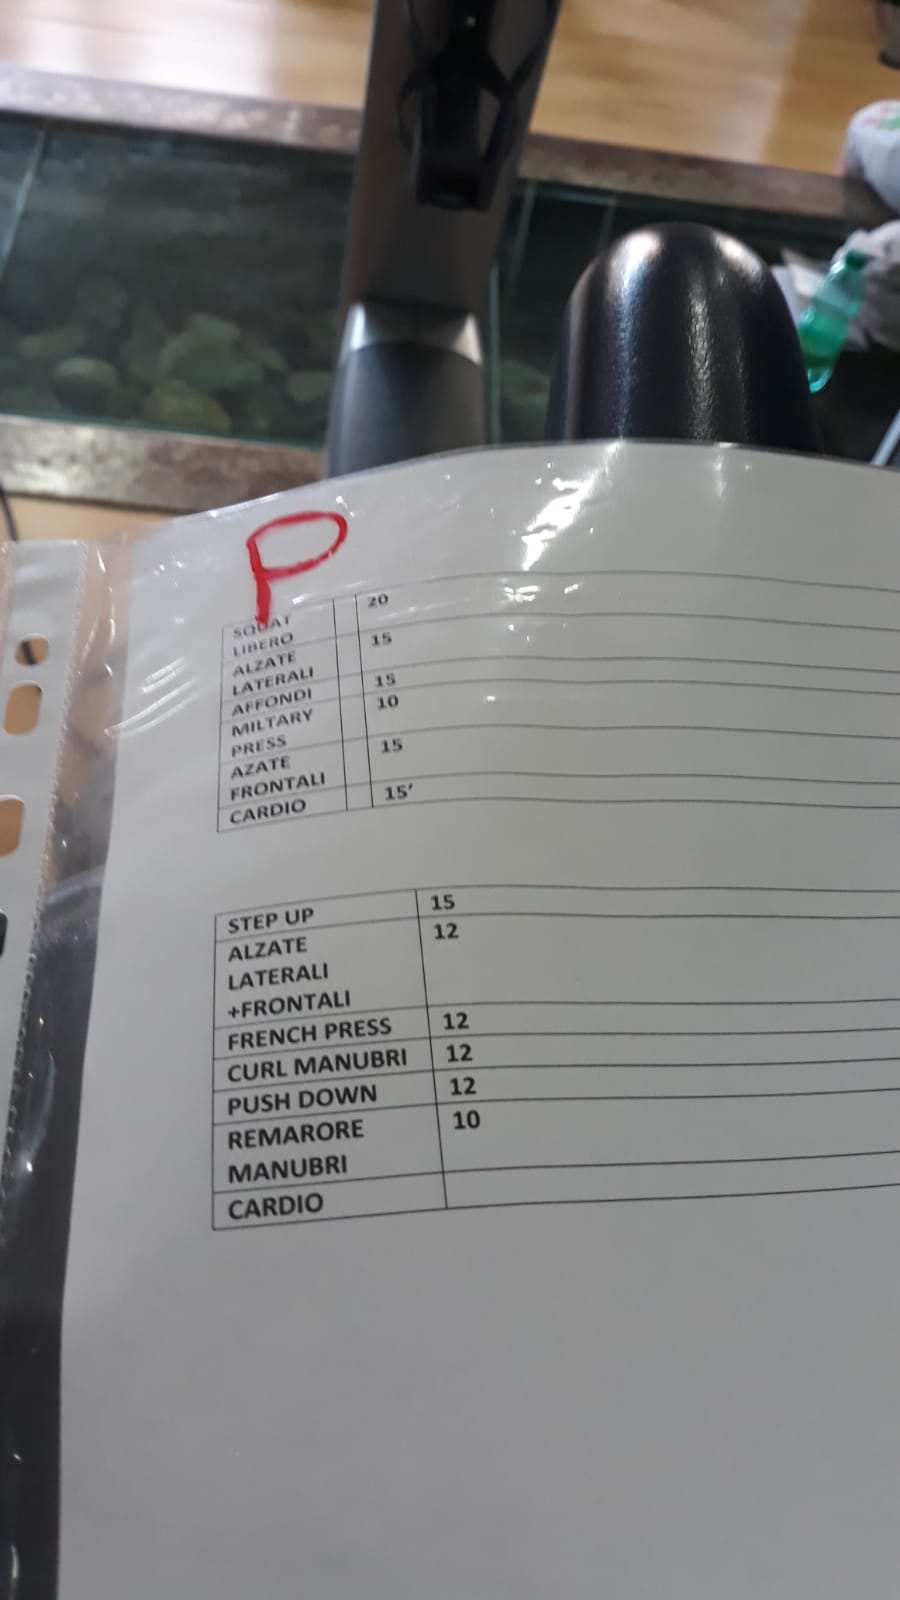 P
SQUAT 20
LIBERO
ALZATE 15
LATERALI
AFFONDI 15
MILTARY 10
PRESS
AZATE 15
FRONTALI
CARDIO 15’
STEP UP 15
ALZATE 12
LATERALI
+FRONTALI
FRENCH PRESS 12
CURL MANUBRI 12
PUSH DOWN 12
REMARORE 10
MANUBRI
CARDIO